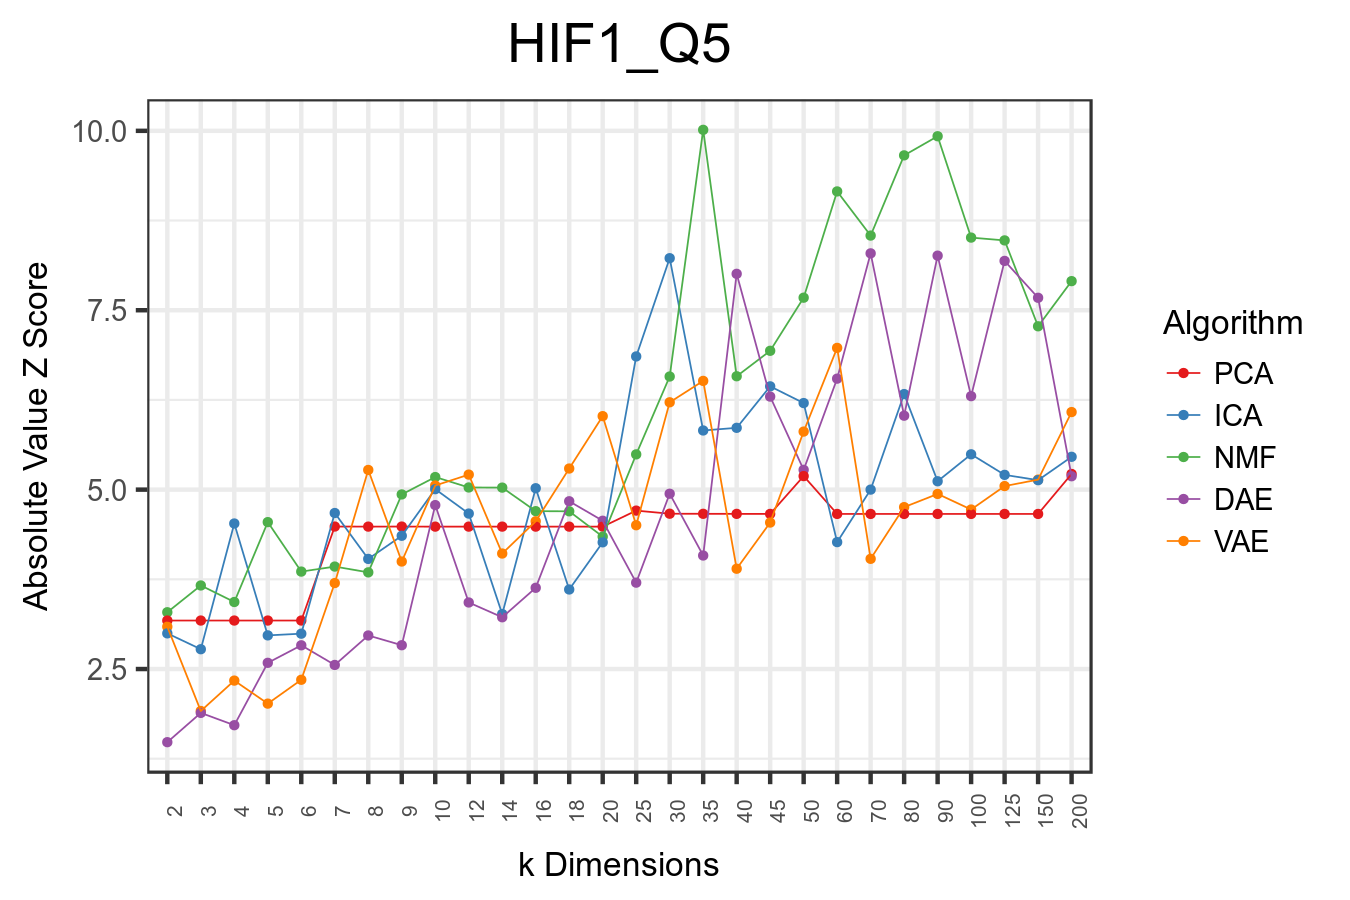 HIF1_Q5
Absolute Value Z Score
10.0
7.5
5.0
2.5
2 3 4 5 6 7 8 9 10 12 14 16 18 20 25 30 35 40 45 50 60 70 80 90 100 125 150 200
k Dimensions
Algorithm
PCA
ICA
NMF
DAE
VAE